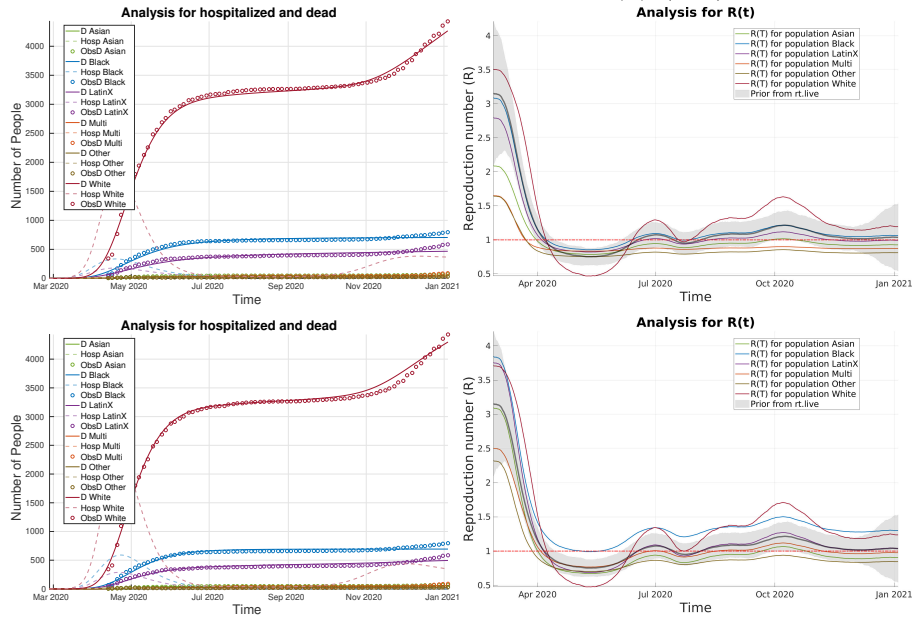 Analysis for hospitalized and dead
D Asian
Hosp Asian
ObsD Asian
D Black
Hosp Black
ObsD Black
D LatinX
Hosp LatinX
ObsD LatinX
D Multi
Hosp Multi
ObsD Multi
D Other
Hosp Other
ObsD Other
D White
Hosp White
ObsD White
Number of People
4000
3500
3000
2500
2000
1500
1000
500
0
Mar 2020
May 2020
Jul 2020
Sep 2020
Nov 2020
Jan 2021
Time
Analysis for R(t)
R(T) for population Asian
R(T) for population Black
R(T) for population LatinX
R(T) for population Multi
R(T) for population Other
R(T) for population White
Prior from rt.live
Reproduction number (R)
4
3.5
3
2.5
2
1.5
1
0.5
Apr 2020
Jul 2020
Oct 2020
Jan 2021
Time
Analysis for hospitalized and dead
D Asian
Hosp Asian
ObsD Asian
D Black
Hosp Black
ObsD Black
D LatinX
Hosp LatinX
ObsD LatinX
D Multi
Hosp Multi
ObsD Multi
D Other
Hosp Other
ObsD Other
D White
Hosp White
ObsD White
Number of People
4000
3500
3000
2500
2000
1500
1000
500
0
Mar 2020
May 2020
Jul 2020
Sep 2020
Nov 2020
Jan 2021
Time
Analysis for R(t)
R(T) for population Asian
R(T) for population Black
R(T) for population LatinX
R(T) for population Multi
R(T) for population Other
R(T) for population White
Prior from rt.live
Reproduction number (R)
4
3.5
3
2.5
2
1.5
1
0.5
Apr 2020
Jul 2020
Oct 2020
Jan 2021
Time